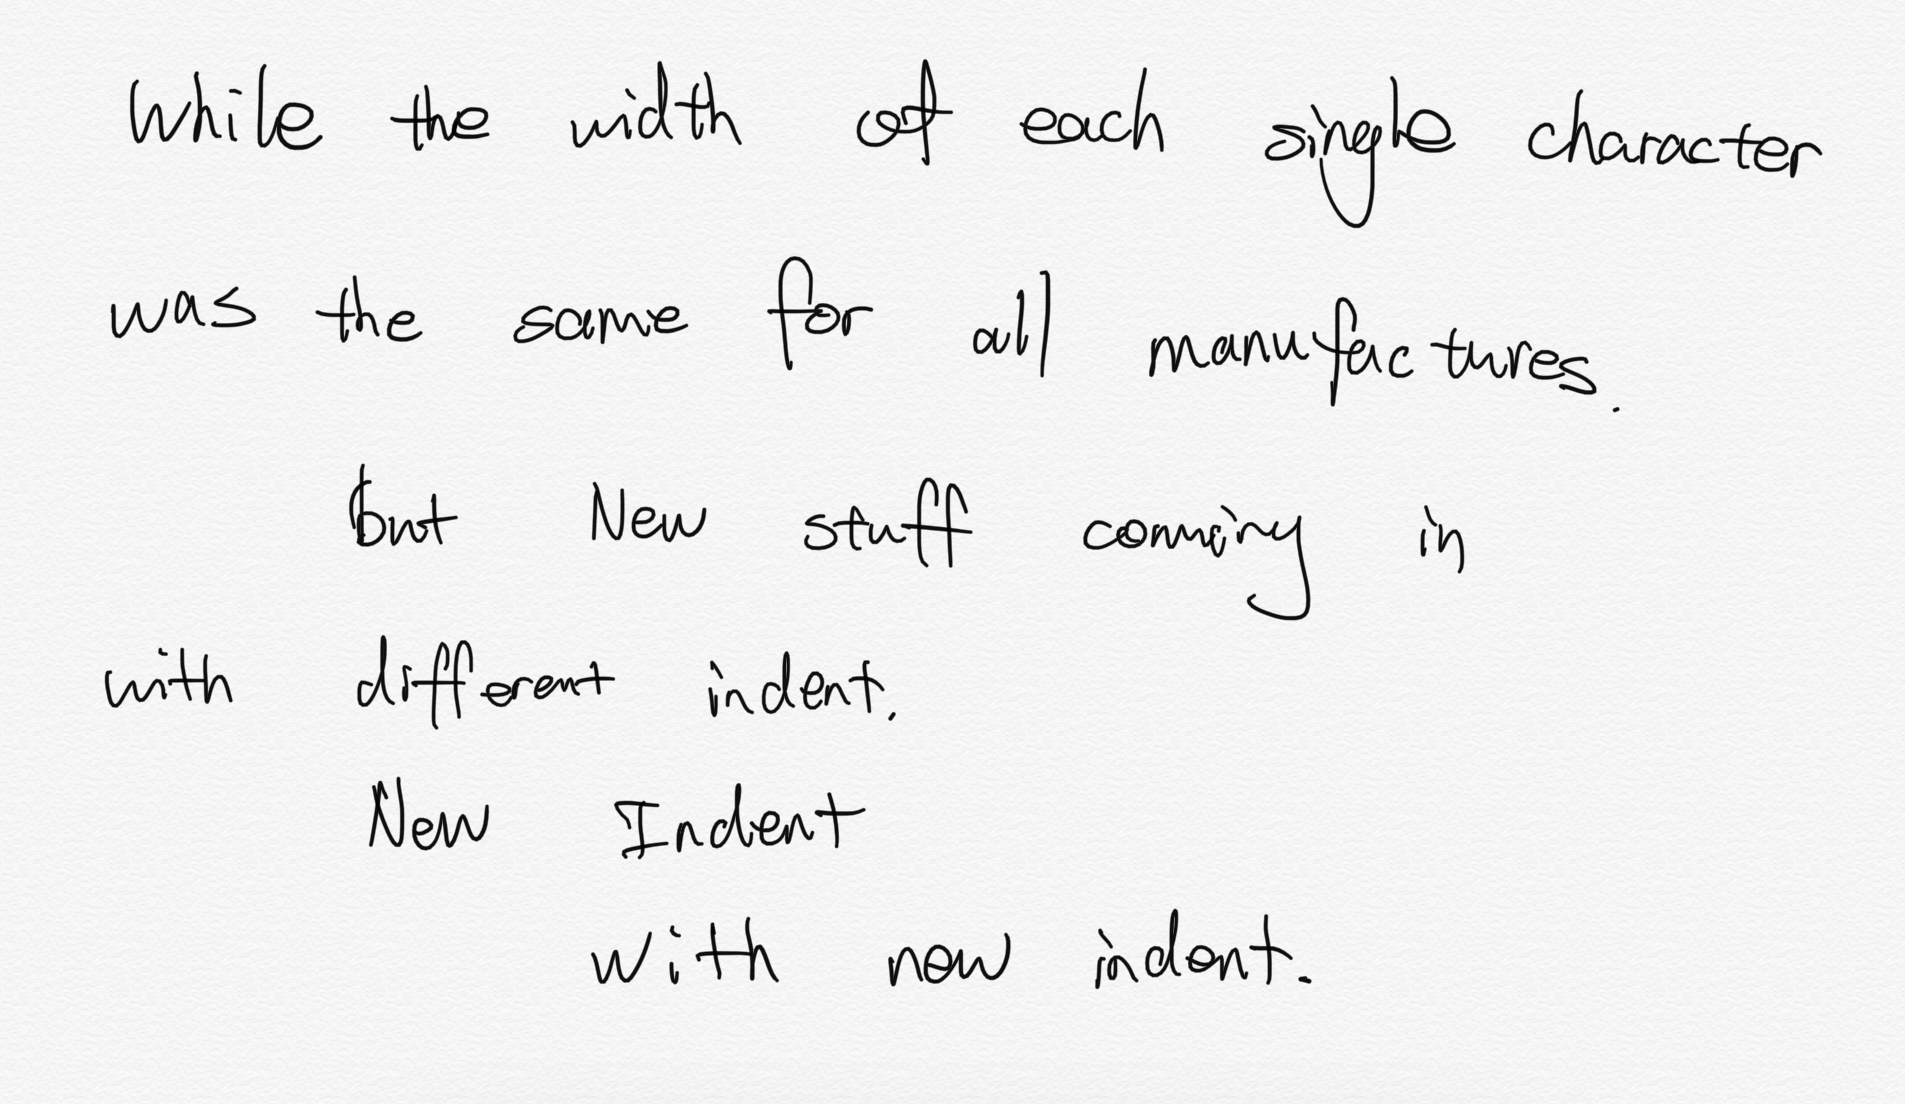 While the width of each single character
was the same for all manufactures.
but New stuff coming in
with different indent.
New Indent
with new indent.